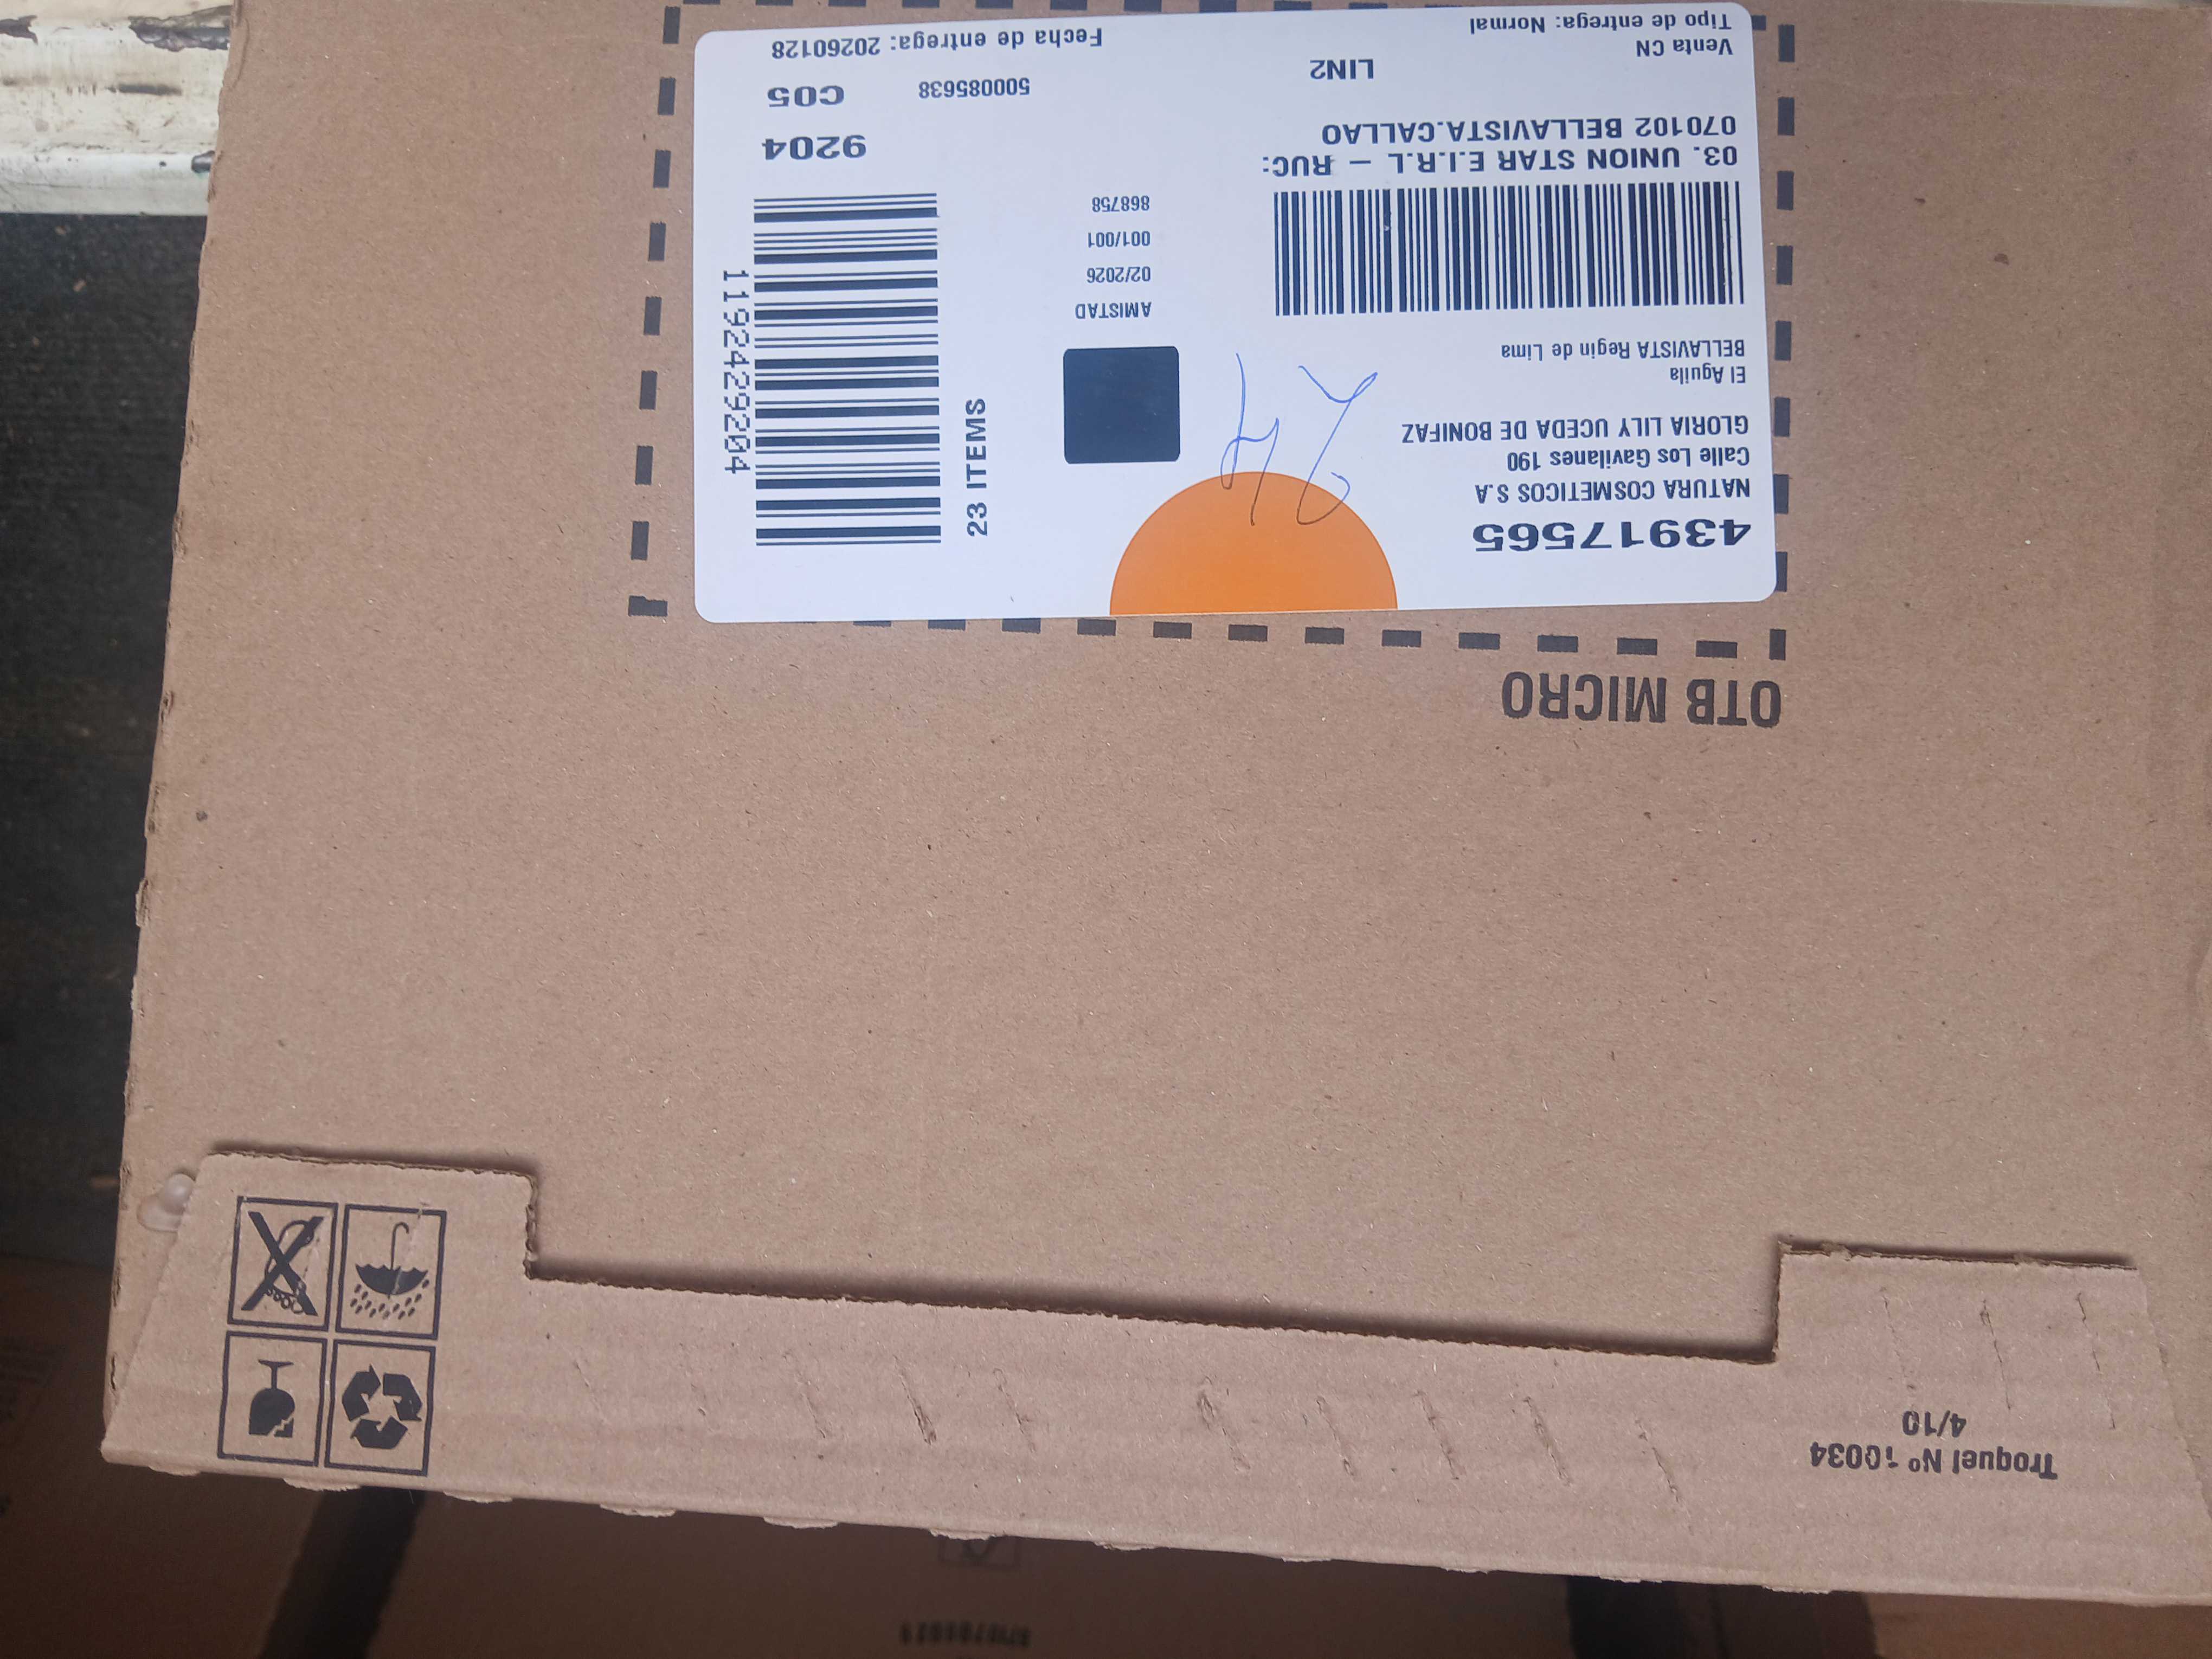 43917565
NATURA COSMETICOS S.A
Calle Los Gavilanes 190
GLORIA LILY UCEDA DE BONIFAZ
El Aguila
BELLAVISTA Regin de Lima
03. UNION STAR E.I.R.L - RUC:
070102 BELLAVISTA.CALLAO
LIN2
Venta CN
Tipo de entrega: Normal
AMISTAD
02/2026
001/001
868758
23 ITEMS
1192429204
9204
500085638
C05
Fecha de entrega: 20260128
OTB MICRO
Troquel Nº 10034
4/10